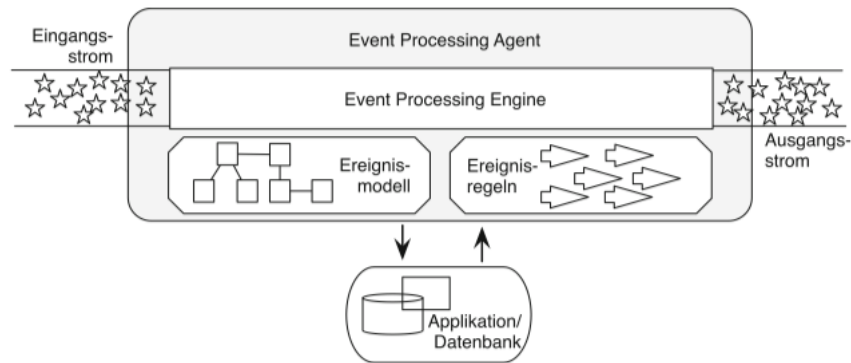 Eingangs-
strom
Event Processing Agent
Event Processing Engine
Ausgangs-
strom
Ereignis-
modell
Ereignis-
regeln
Applikation/
Datenbank